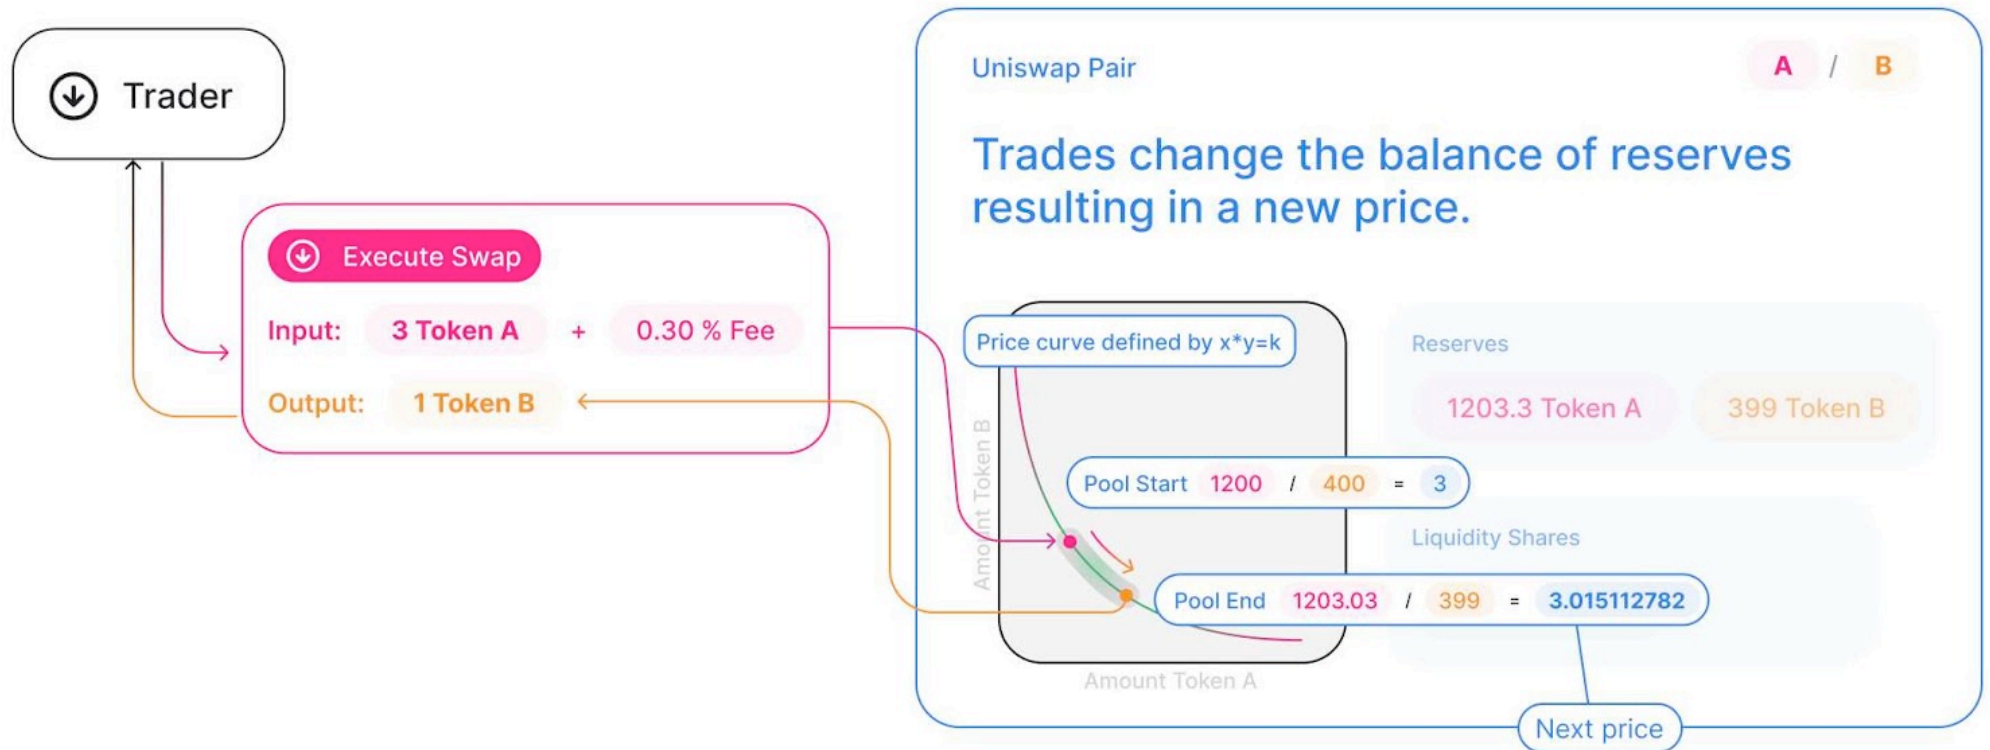 Trader
Execute Swap
Input: 3 Token A + 0.30 % Fee
Output: 1 Token B
Uniswap Pair
A / B
Trades change the balance of reserves
resulting in a new price.
Price curve defined by x*y=k
Amount Token B
Pool Start 1200 / 400 = 3
Pool End 1203.03 / 399 = 3.015112782
Amount Token A
Reserves
1203.3 Token A 399 Token B
Liquidity Shares
Next price